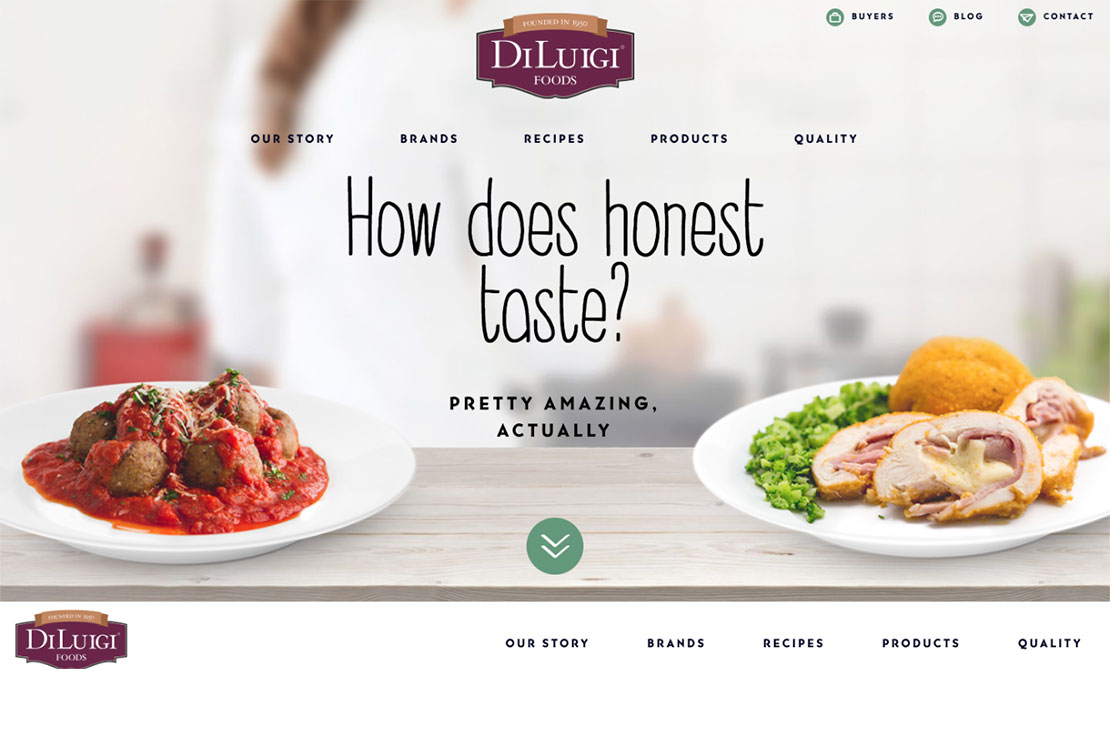 BUYERS BLOG CONTACT
FOUNDED IN 1950
DiLuigi®
FOODS
OUR STORY BRANDS RECIPES PRODUCTS QUALITY
How does honest
taste?
PRETTY AMAZING,
ACTUALLY
FOUNDED IN 1950
DiLuigi®
FOODS
OUR STORY BRANDS RECIPES PRODUCTS QUALITY